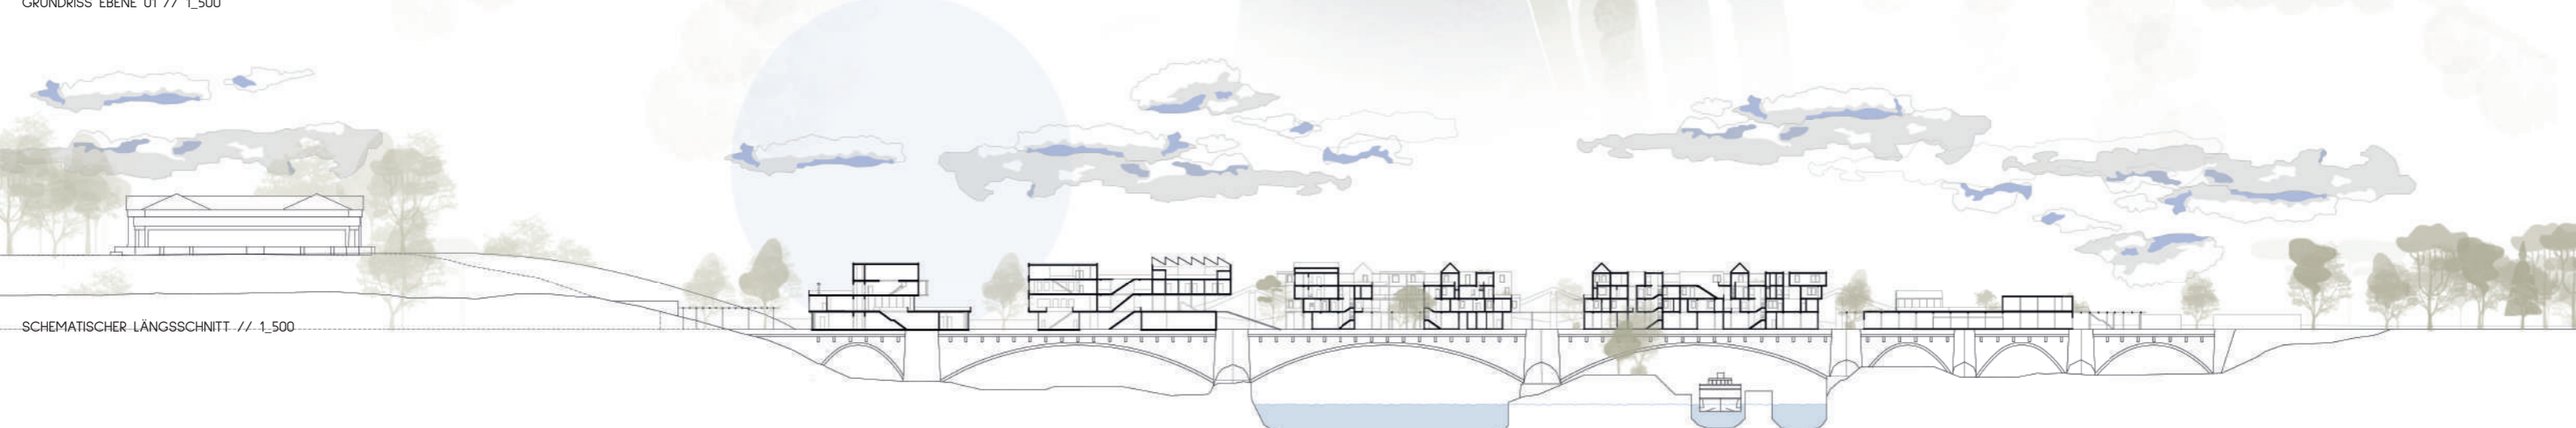 GRUNDRISS EBENE 01 // 1_500
SCHEMATISCHER LÄNGSSCHNITT // 1_500